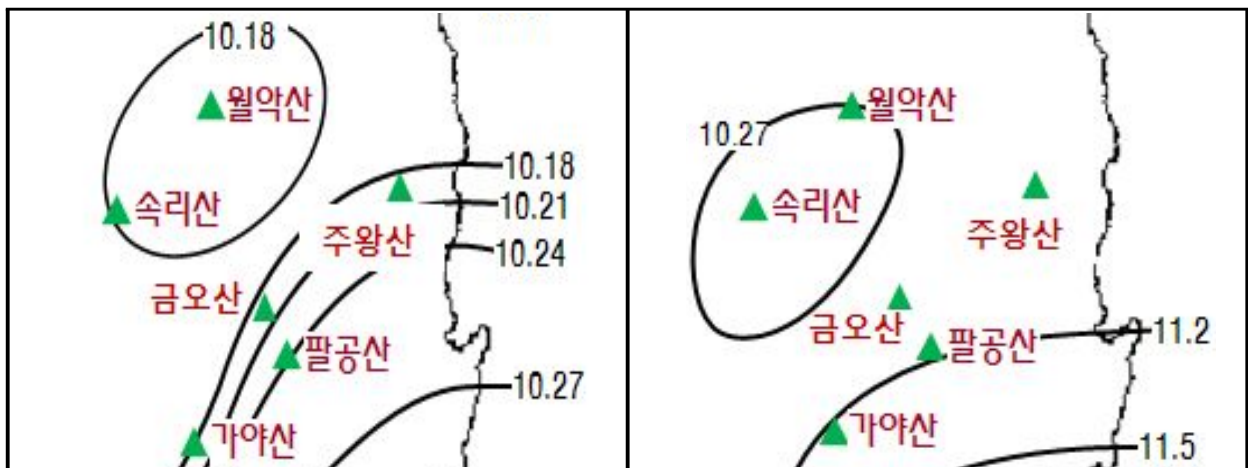 10.18
월악산
10.18
속리산
10.21
주왕산
10.24
금오산
팔공산
10.27
가야산
월악산
10.27
속리산
주왕산
금오산
11.2
팔공산
가야산
11.5